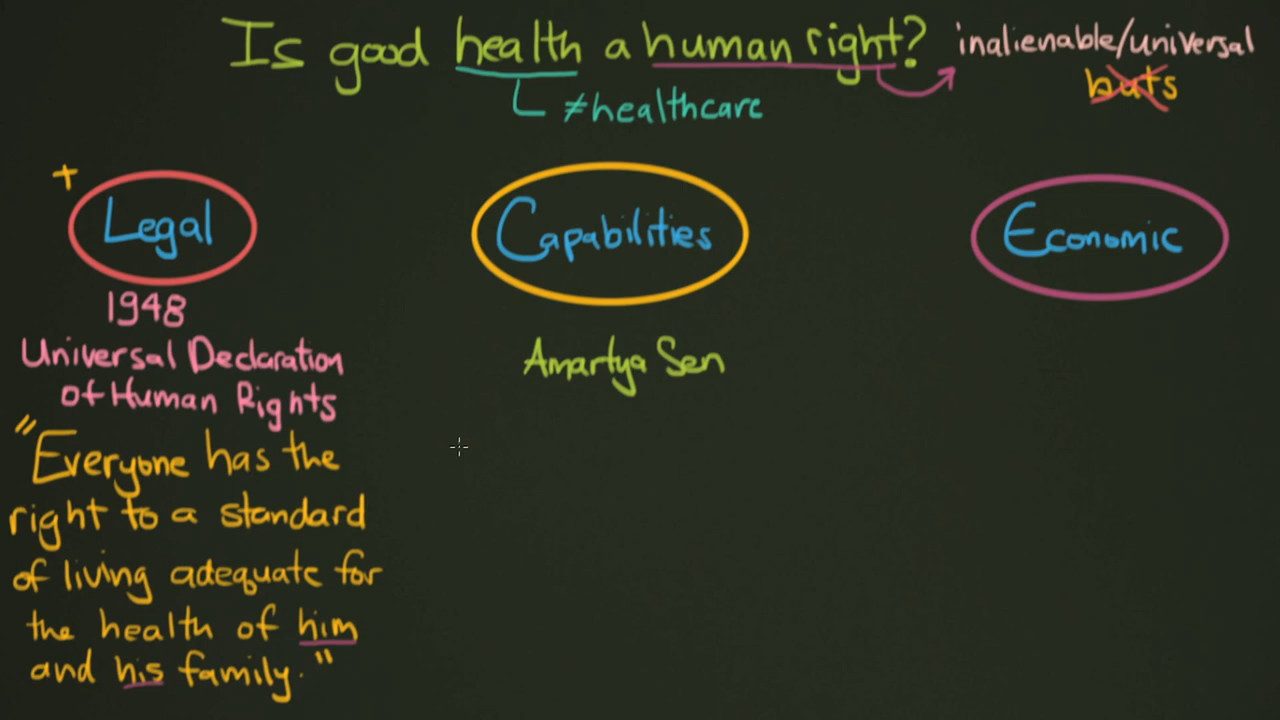 Is good health a human right? inalienable/universal
buts
≠healthcare
+
Legal
1948
Universal Declaration
of Human Rights
"Everyone has the
right to a standard
of living adequate for
the health of him
and his family."
Capabilities
Amartya Sen
Economic